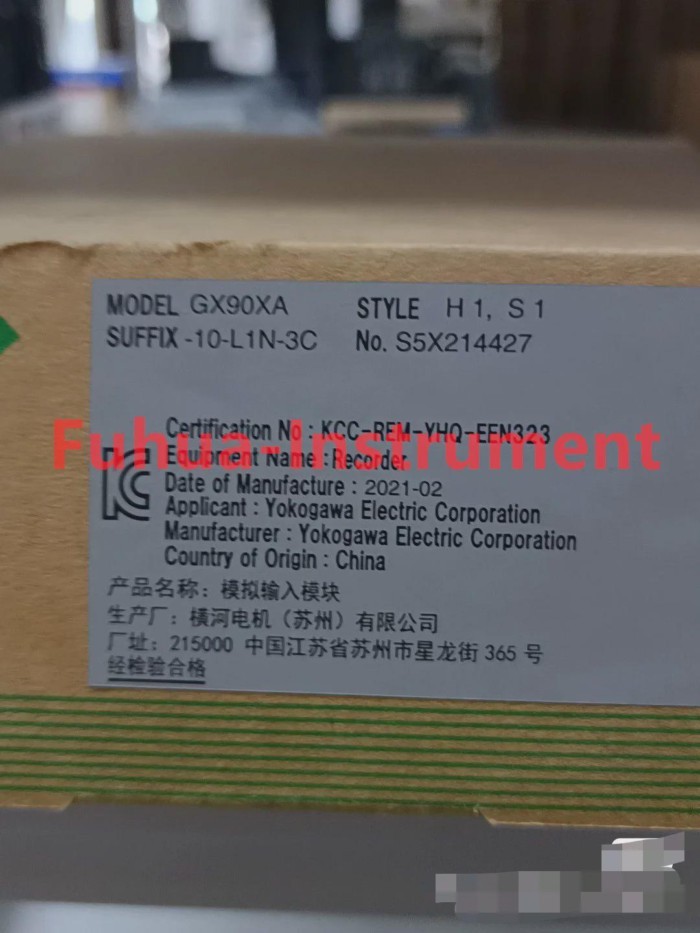 MODEL GX90XA STYLE H1, S1
SUFFIX -10-L1N-3C No. S5X214427
Certification No : KCC-REM-YHQ-EEN323
Fuhua-Instrument
Equipment Name : Recorder
Date of Manufacture : 2021-02
Applicant : Yokogawa Electric Corporation
Manufacturer : Yokogawa Electric Corporation
Country of Origin : China
产品名称：模拟输入模块
生产厂：横河电机（苏州）有限公司
厂址：215000 中国江苏省苏州市星龙街 365 号
经检验合格